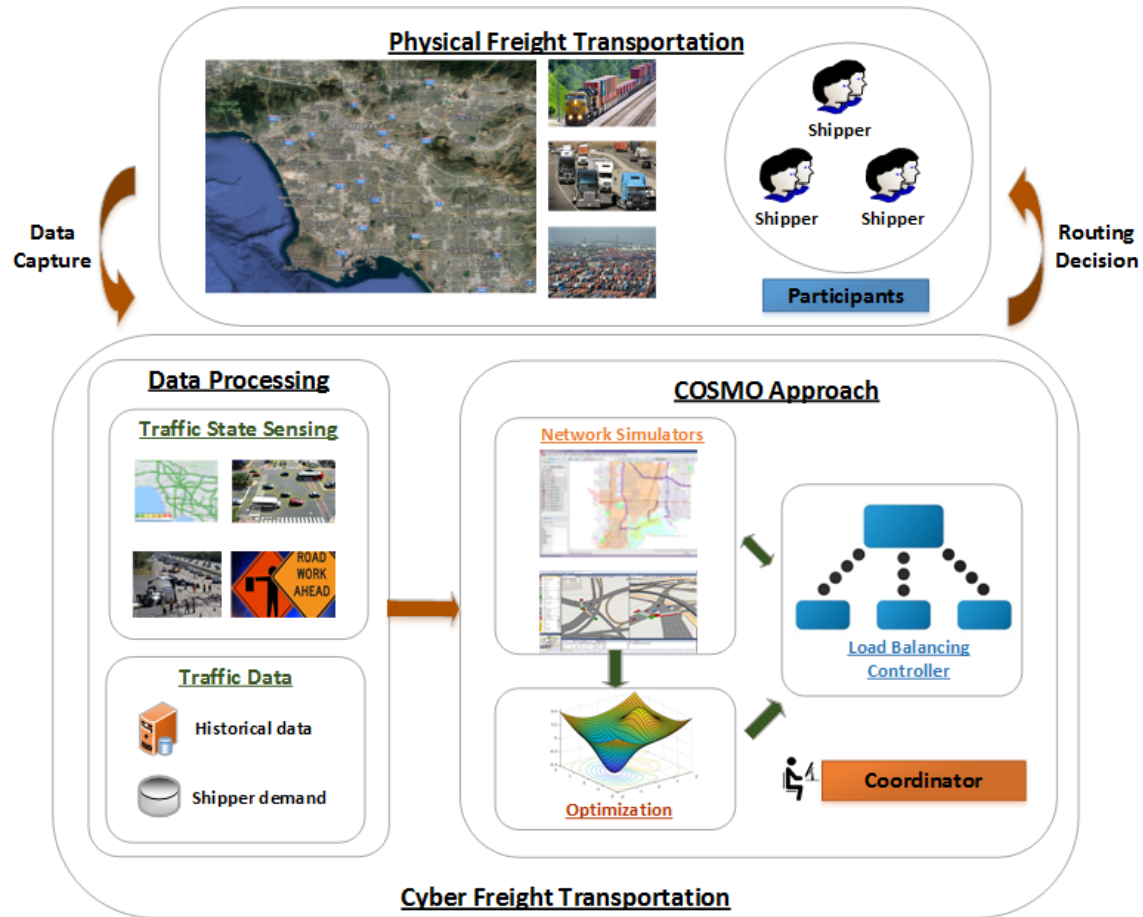 Physical Freight Transportation
Shipper
Shipper
Shipper
Participants
Data
Capture
Routing
Decision
Data Processing
Traffic State Sensing
ROAD
WORK
AHEAD
Traffic Data
Historical data
Shipper demand
COSMO Approach
Network Simulators
Load Balancing
Controller
Optimization
Coordinator
Cyber Freight Transportation